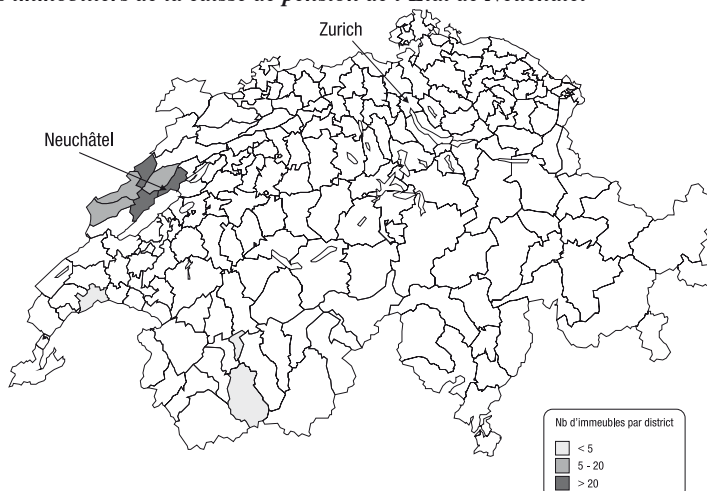 immobiliers de la caisse de pension de l'État de Neuchâtel
Zurich
Neuchâtel
Nb d'immeubles par district
< 5
5 - 20
> 20